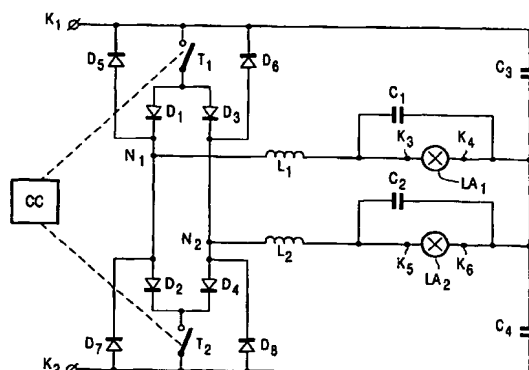 K1
D5
T1
D6
C3
D1
D3
C1
K3
K4
N1
L1
LA1
CC
C2
N2
L2
K5
K6
LA2
D2
D4
D7
T2
D8
C4
K2